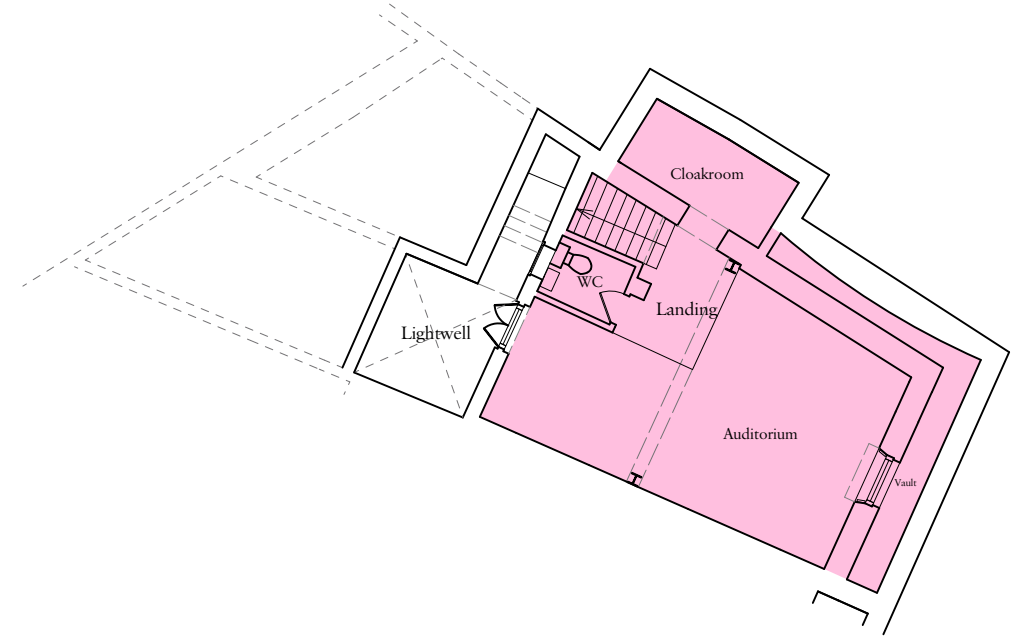 Cloakroom
WC
Landing
Lightwell
Auditorium
Vault